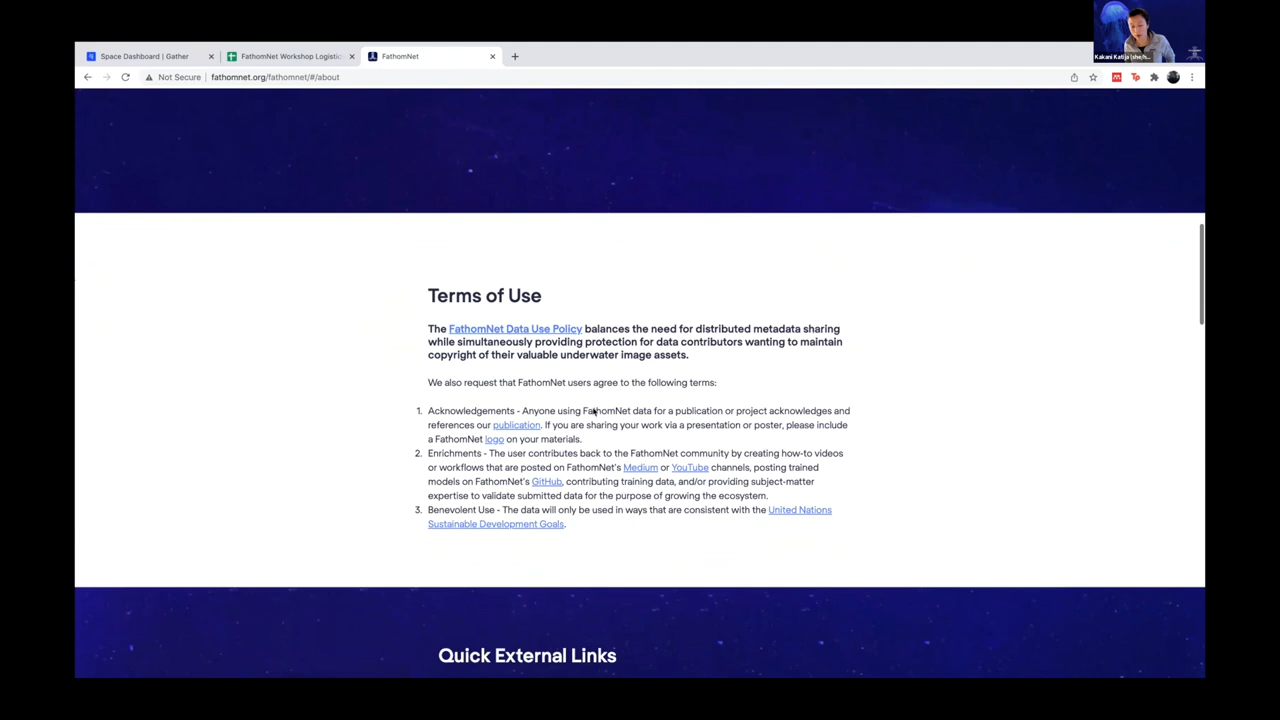 Space Dashboard | Gather
FathomNet Workshop Logistic
FathomNet
Not Secure
fathomnet.org/fathomnet/#/about
Kakani Katija (she/h...
Terms of Use
The FathomNet Data Use Policy balances the need for distributed metadata sharing
while simultaneously providing protection for data contributors wanting to maintain
copyright of their valuable underwater image assets.
We also request that FathomNet users agree to the following terms:
1. Acknowledgements - Anyone using FathomNet data for a publication or project acknowledges and
references our publication. If you are sharing your work via a presentation or poster, please include
a FathomNet logo on your materials.
2. Enrichments - The user contributes back to the FathomNet community by creating how-to videos
or workflows that are posted on FathomNet's Medium or YouTube channels, posting trained
models on FathomNet's GitHub, contributing training data, and/or providing subject-matter
expertise to validate submitted data for the purpose of growing the ecosystem.
3. Benevolent Use - The data will only be used in ways that are consistent with the United Nations
Sustainable Development Goals.
Quick External Links